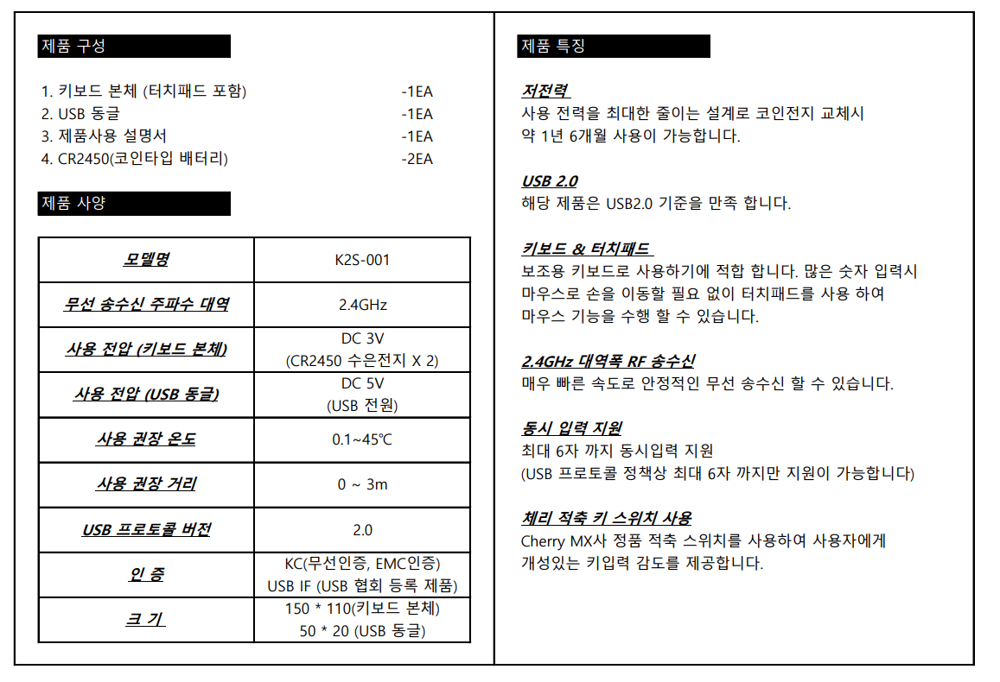 제품 구성
1. 키보드 본체 (터치패드 포함) -1EA
2. USB 동글 -1EA
3. 제품사용 설명서 -1EA
4. CR2450(코인타입 배터리) -2EA
제품 사양
모델명 K2S-001
무선 송수신 주파수 대역 2.4GHz
사용 전압 (키보드 본체) DC 3V
(CR2450 수은전지 X 2)
사용 전압 (USB 동글) DC 5V
(USB 전원)
사용 권장 온도 0.1~45℃
사용 권장 거리 0 ~ 3m
USB 프로토콜 버전 2.0
인 증 KC(무선인증, EMC인증)
USB IF (USB 협회 등록 제품)
크 기 150 * 110(키보드 본체)
50 * 20 (USB 동글)
제품 특징
저전력
사용 전력을 최대한 줄이는 설계로 코인전지 교체시
약 1년 6개월 사용이 가능합니다.
USB 2.0
해당 제품은 USB2.0 기준을 만족 합니다.
키보드 & 터치패드
보조용 키보드로 사용하기에 적합 합니다. 많은 숫자 입력시
마우스로 손을 이동할 필요 없이 터치패드를 사용 하여
마우스 기능을 수행 할 수 있습니다.
2.4GHz 대역폭 RF 송수신
매우 빠른 속도로 안정적인 무선 송수신 할 수 있습니다.
동시 입력 지원
최대 6자 까지 동시입력 지원
(USB 프로토콜 정책상 최대 6자 까지만 지원이 가능합니다)
체리 적축 키 스위치 사용
Cherry MX사 정품 적축 스위치를 사용하여 사용자에게
개성있는 키입력 감도를 제공합니다.